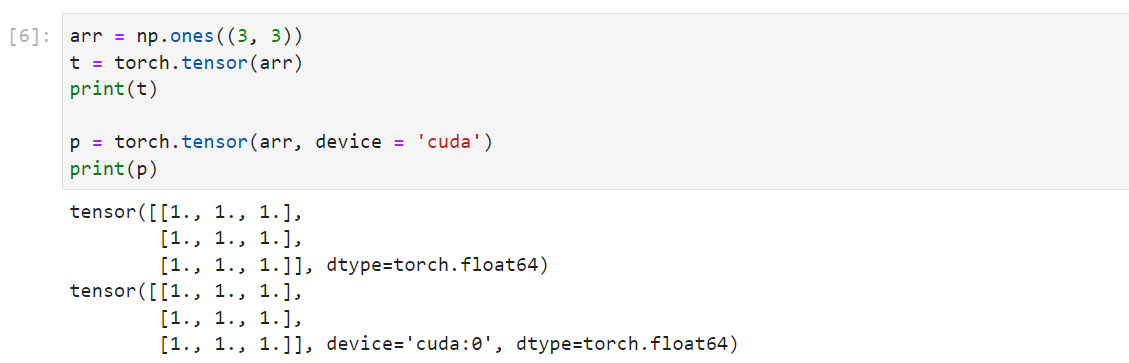 [6]: arr = np.ones((3, 3))
t = torch.tensor(arr)
print(t)

p = torch.tensor(arr, device = 'cuda')
print(p)
tensor([[1., 1., 1.],
        [1., 1., 1.],
        [1., 1., 1.]], dtype=torch.float64)
tensor([[1., 1., 1.],
        [1., 1., 1.],
        [1., 1., 1.]], device='cuda:0', dtype=torch.float64)